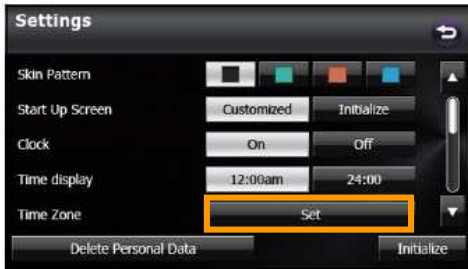 Settings
Skin Pattern
Start Up Screen Customized Initialize
Clock On Off
Time display 12:00am 24:00
Time Zone Set
Delete Personal Data Initialize